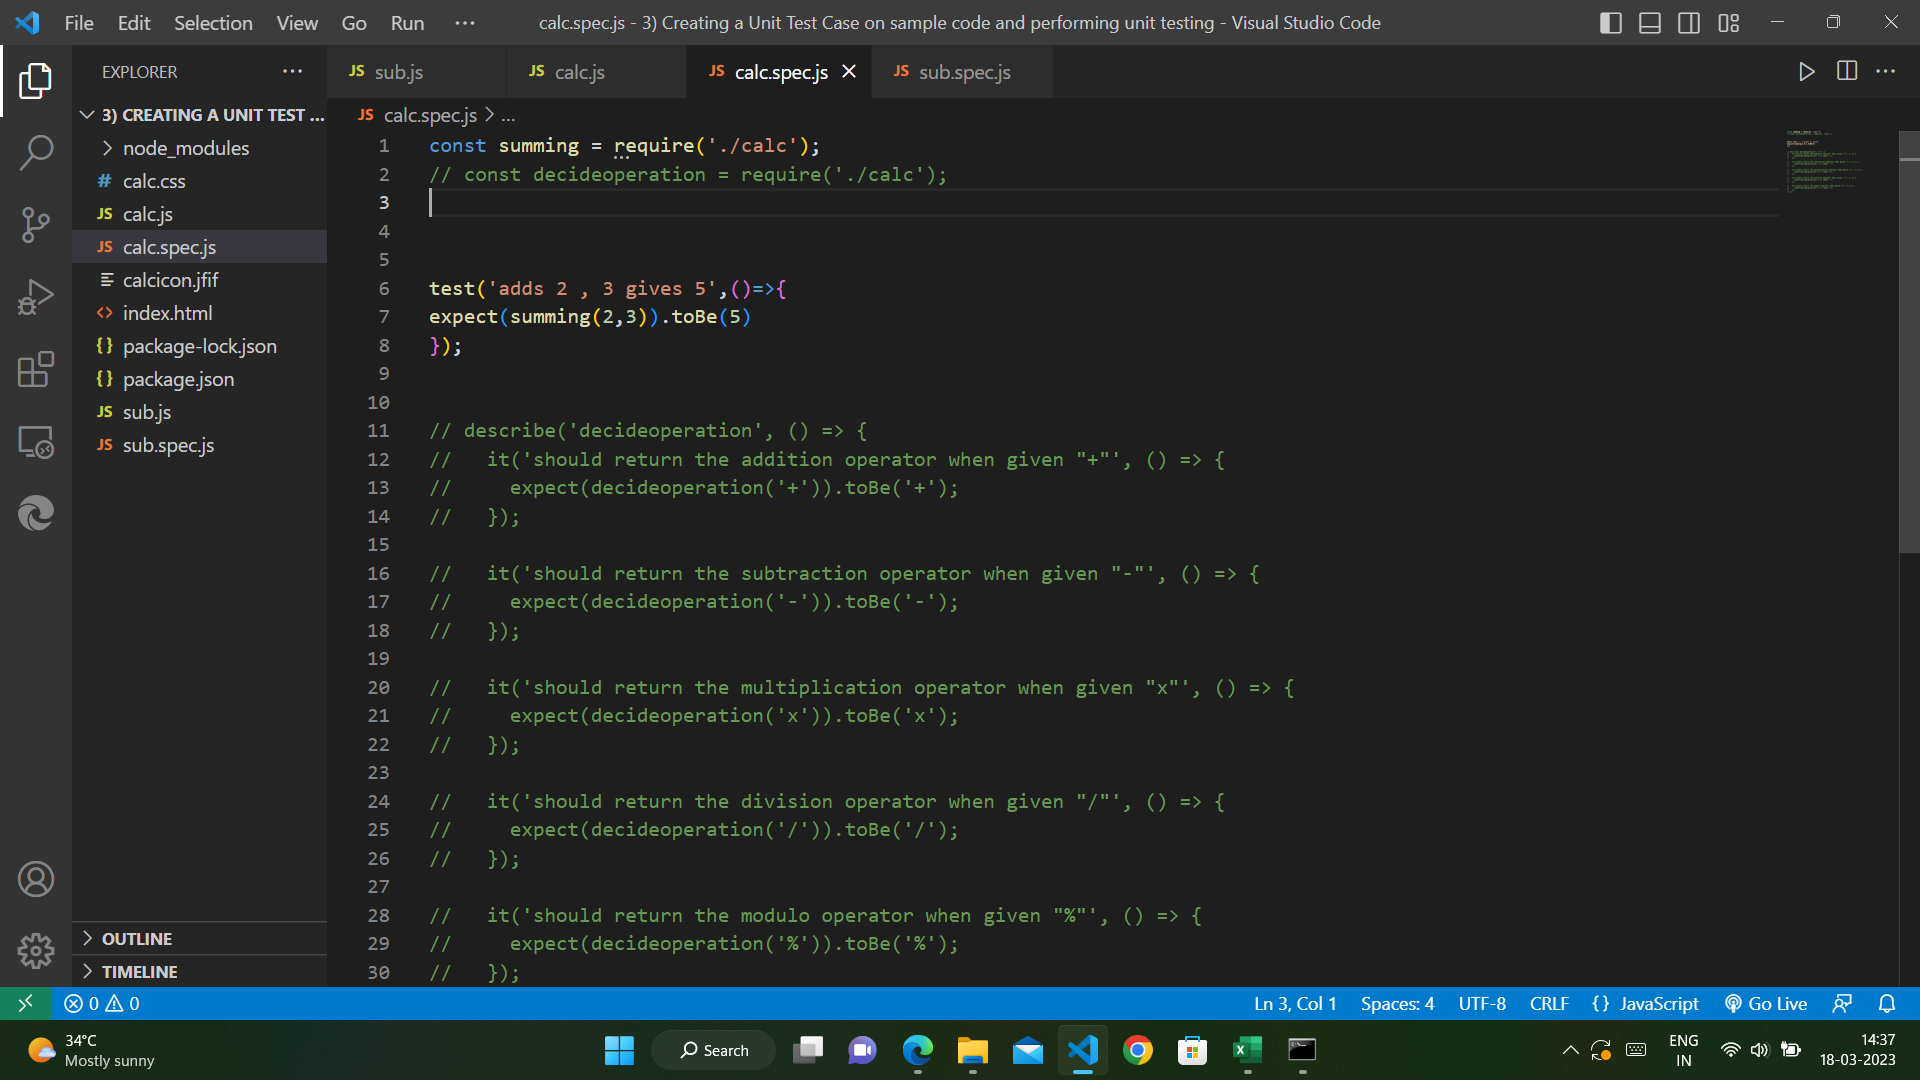 File Edit Selection View Go Run ··· calc.spec.js - 3) Creating a Unit Test Case on sample code and performing unit testing - Visual Studio Code
EXPLORER ···
3) CREATING A UNIT TEST ...
node_modules
# calc.css
JS calc.js
JS calc.spec.js
calcicon.jfif
<> index.html
{} package-lock.json
{} package.json
JS sub.js
JS sub.spec.js
OUTLINE
TIMELINE
JS sub.js JS calc.js JS calc.spec.js JS sub.spec.js ···
JS calc.spec.js > ...
1 const summing = require('./calc');
2 // const decideoperation = require('./calc');
3
4
5
6 test('adds 2 , 3 gives 5',()=>{
7 expect(summing(2,3)).toBe(5)
8 });
9
10
11 // describe('decideoperation', () => {
12 //   it('should return the addition operator when given "+"', () => {
13 //     expect(decideoperation('+')).toBe('+');
14 //   });
15
16 //   it('should return the subtraction operator when given "-"', () => {
17 //     expect(decideoperation('-')).toBe('-');
18 //   });
19
20 //   it('should return the multiplication operator when given "x"', () => {
21 //     expect(decideoperation('x')).toBe('x');
22 //   });
23
24 //   it('should return the division operator when given "/"', () => {
25 //     expect(decideoperation('/')).toBe('/');
26 //   });
27
28 //   it('should return the modulo operator when given "%"', () => {
29 //     expect(decideoperation('%')).toBe('%');
30 //   });
0 0 Ln 3, Col 1 Spaces: 4 UTF-8 CRLF {} JavaScript Go Live
34°C
Mostly sunny
Search
ENG
IN
14:37
18-03-2023